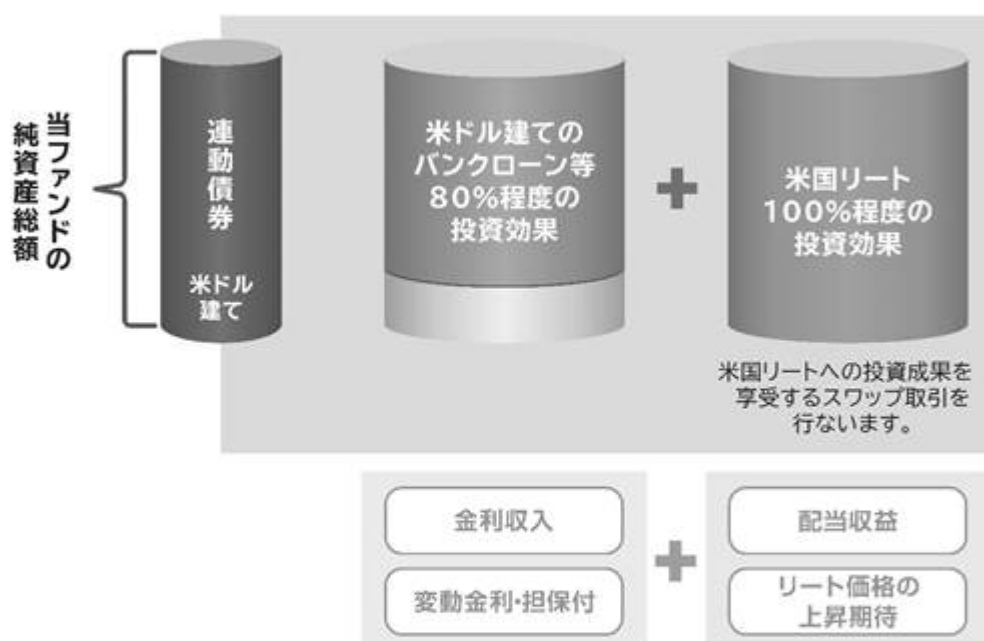 当ファンドの
純資産総額
連動債券
米ドル
建て
米ドル建ての
バンクローン等
80%程度の
投資効果
+
米国リート
100%程度の
投資効果
米国リートへの投資成果を
享受するスワップ取引を
行ないます。
金利収入
変動金利・担保付
+
配当収益
リート価格の
上昇期待